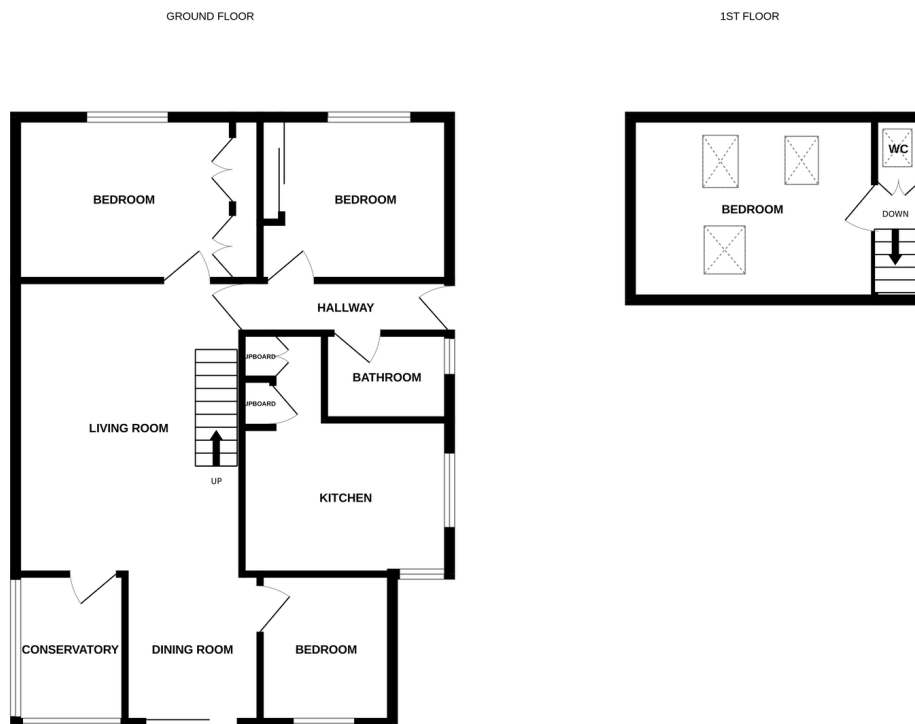 GROUND FLOOR
1ST FLOOR
BEDROOM
BEDROOM
HALLWAY
UPBOARD
UPBOARD
BATHROOM
LIVING ROOM
UP
KITCHEN
CONSERVATORY
DINING ROOM
BEDROOM
WC
BEDROOM
DOWN